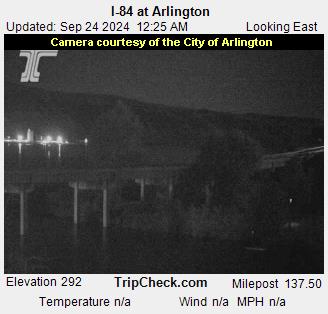 I-84 at Arlington
Updated: Sep 24 2024 12:25 AM Looking East
Camera courtesy of the City of Arlington
Elevation 292 TripCheck.com Milepost 137.50
Temperature n/a Wind n/a MPH n/a